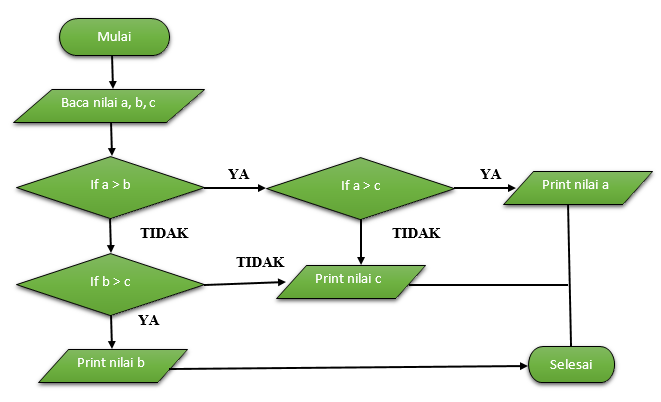 Mulai
Baca nilai a, b, c
If a > b
YA
If a > c
YA
Print nilai a
TIDAK
TIDAK
If b > c
TIDAK
Print nilai c
YA
Print nilai b
Selesai